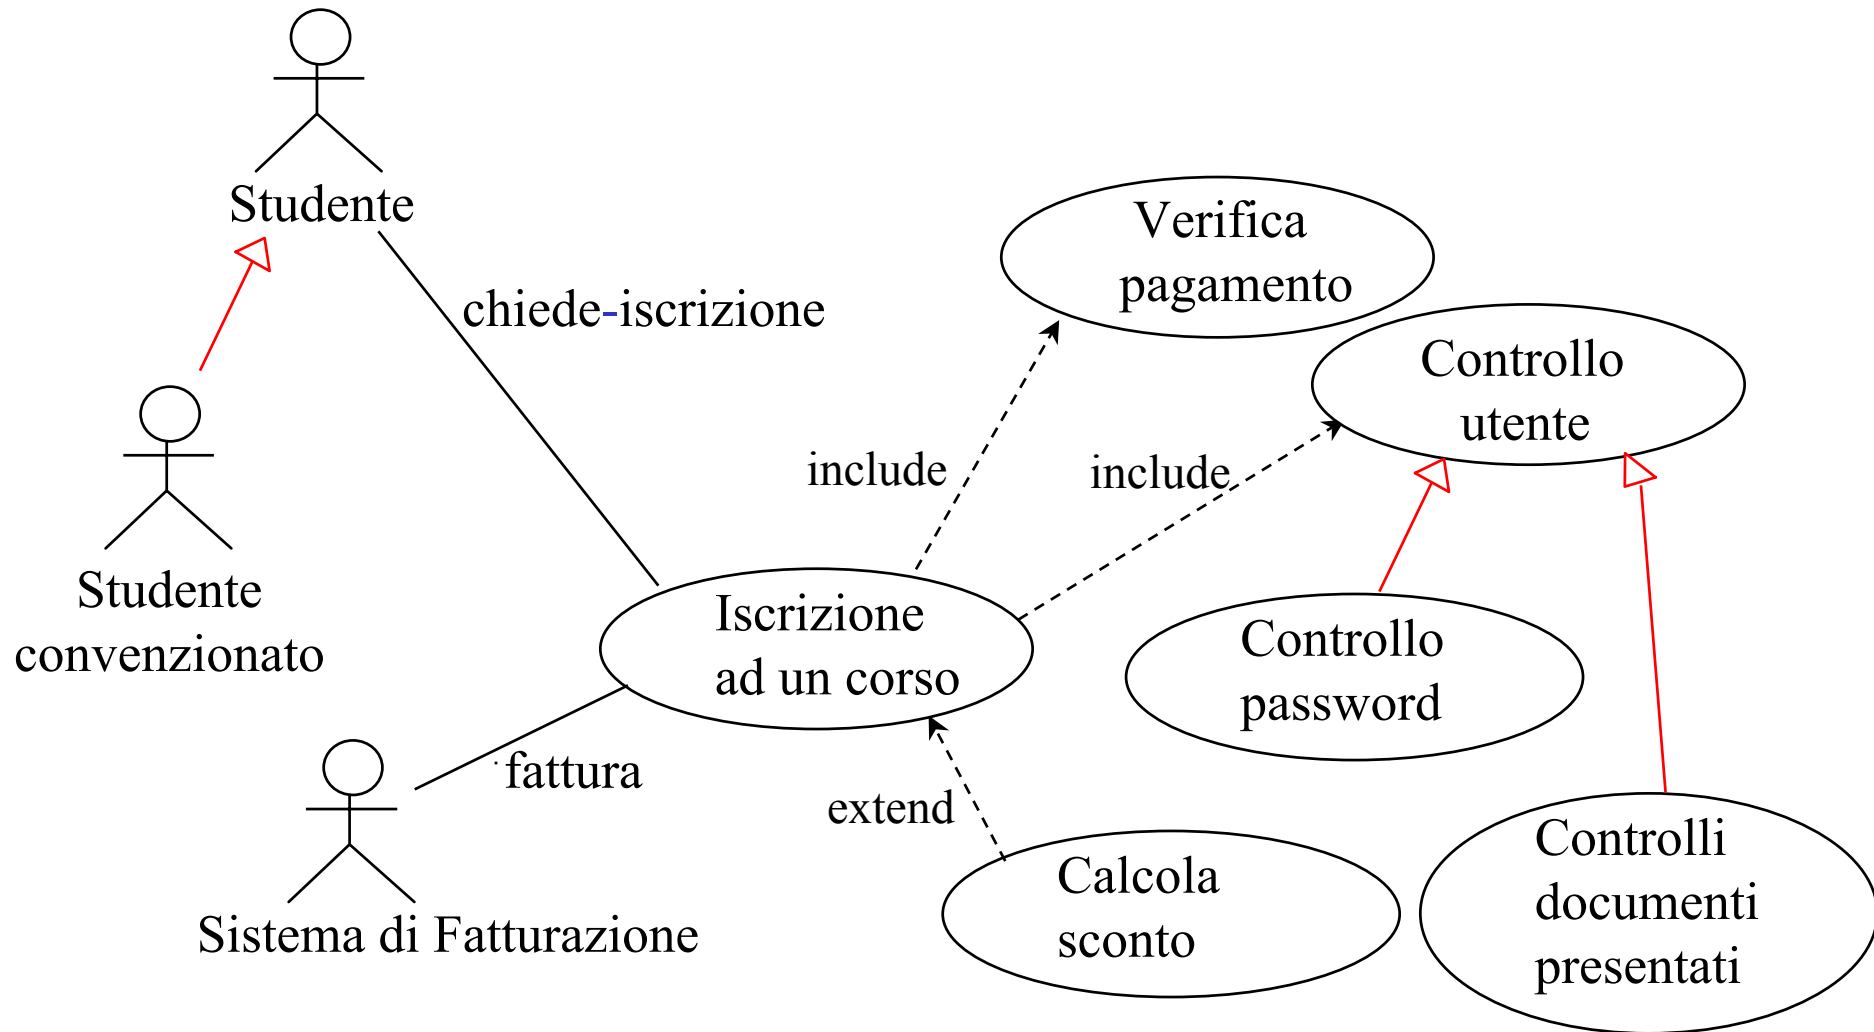 Studente
chiede-iscrizione
Verifica
pagamento
Controllo
utente
include
include
Studente
convenzionato
Iscrizione
ad un corso
Controllo
password
fattura
extend
Calcola
sconto
Controlli
documenti
presentati
Sistema di Fatturazione